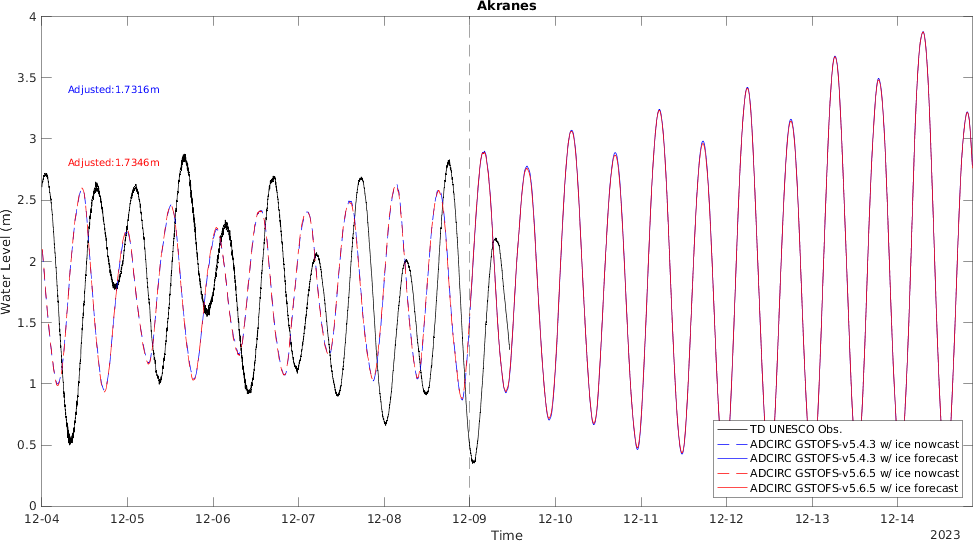 Akranes
4
3.5
3
2.5
2
1.5
1
0.5
0
Water Level (m)
Adjusted:1.7316m
Adjusted:1.7346m
TD UNESCO Obs.
ADCIRC GSTOFS-v5.4.3 w/ ice nowcast
ADCIRC GSTOFS-v5.4.3 w/ ice forecast
ADCIRC GSTOFS-v5.6.5 w/ ice nowcast
ADCIRC GSTOFS-v5.6.5 w/ ice forecast
12-04 12-05 12-06 12-07 12-08 12-09 12-10 12-11 12-12 12-13 12-14
Time
2023